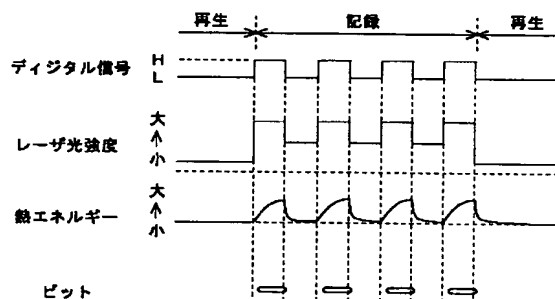 再生 記録 再生
ディジタル信号 H
L
レーザ光強度 大
↑
小
熱エネルギー 大
↑
小
ピット